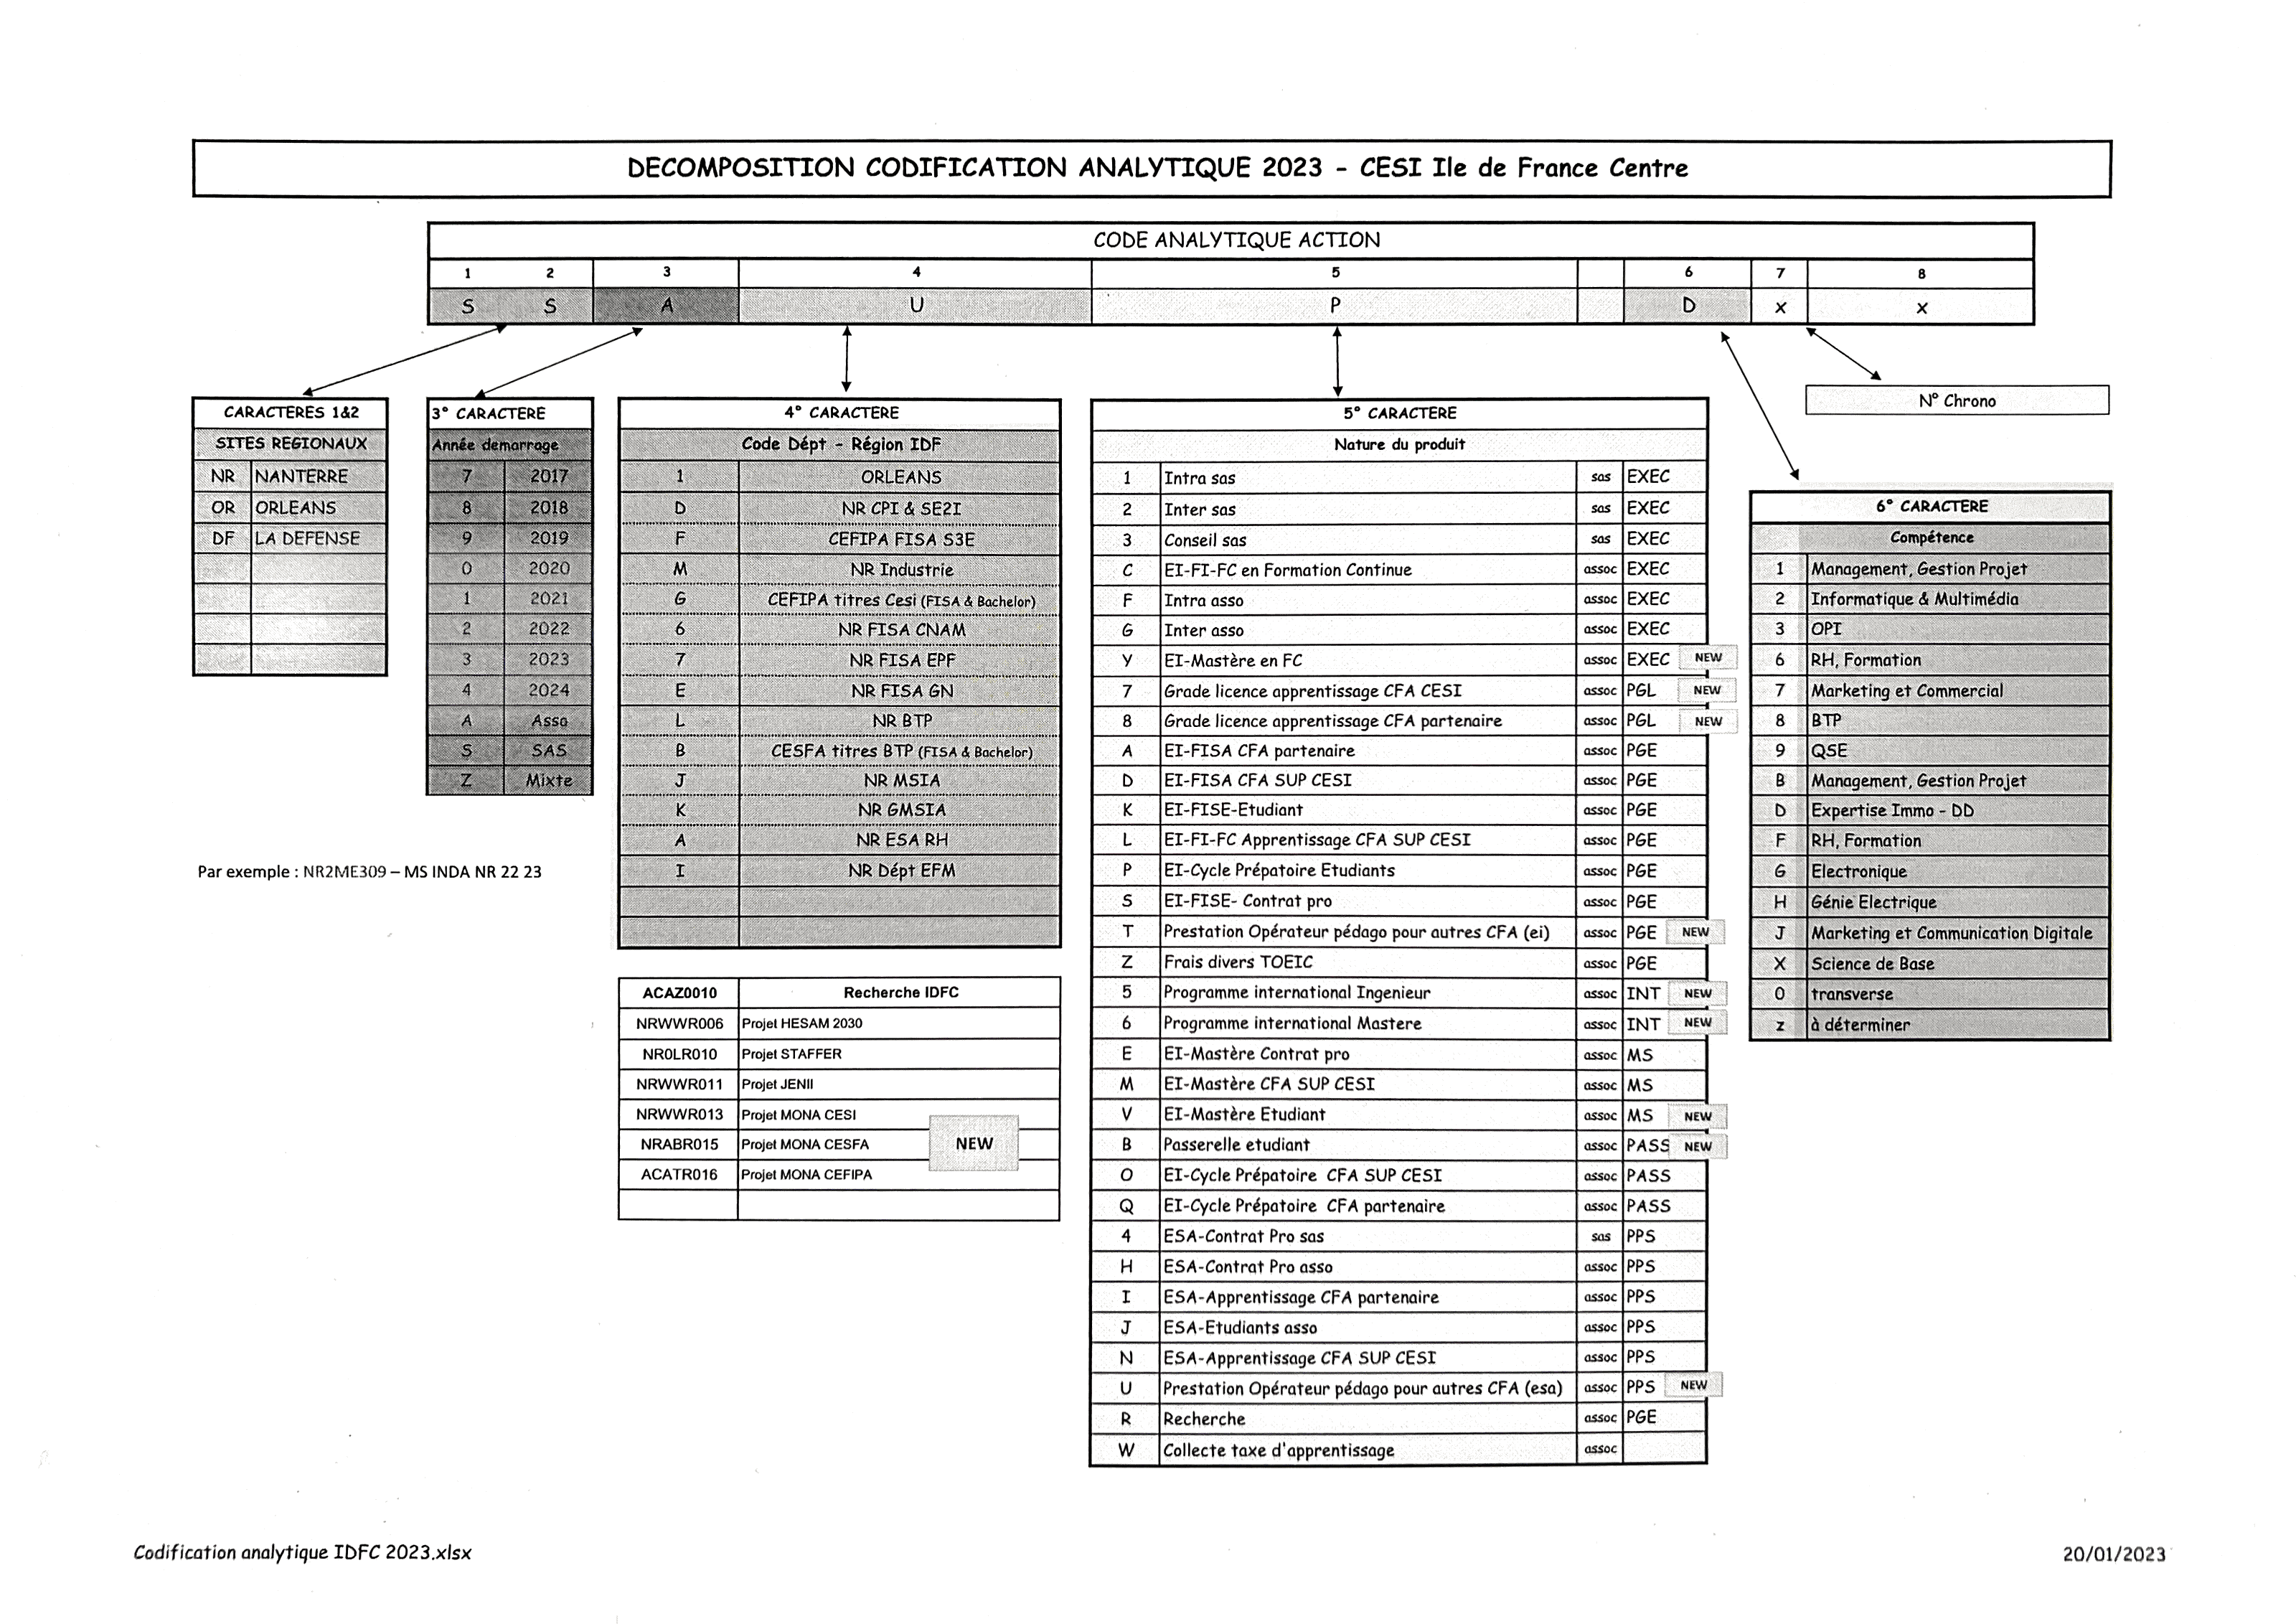 DECOMPOSITION CODIFICATION ANALYTIQUE 2023 - CESI Ile de France Centre
CODE ANALYTIQUE ACTION
1 2 3 4 5 6 7 8
S S A U P D x x
N° Chrono
CARACTERES 1&2
SITES REGIONAUX
NR NANTERRE
OR ORLEANS
DF LA DEFENSE
3° CARACTERE
Année demarrage
7 2017
8 2018
9 2019
0 2020
1 2021
2 2022
3 2023
4 2024
A Asso
S SAS
Z Mixte
Par exemple : NR2ME309 – MS INDA NR 22 23
4° CARACTERE
Code Dépt - Région IDF
1 ORLEANS
D NR CPI & SE2I
F CEFIPA FISA S3E
M NR Industrie
G CEFIPA titres Cesi (FISA & Bachelor)
6 NR FISA CNAM
7 NR FISA EPF
E NR FISA GN
L NR BTP
B CESFA titres BTP (FISA & Bachelor)
J NR MSIA
K NR GMSIA
A NR ESA RH
I NR Dépt EFM
ACAZ0010 Recherche IDFC
NRWWR006 Projet HESAM 2030
NR0LR010 Projet STAFFER
NRWWR011 Projet JENII
NRWWR013 Projet MONA CESI
NRABR015 Projet MONA CESFA NEW
ACATR016 Projet MONA CEFIPA
5° CARACTERE
Nature du produit
1 Intra sas sas EXEC
2 Inter sas sas EXEC
3 Conseil sas sas EXEC
C EI-FI-FC en Formation Continue assoc EXEC
F Intra asso assoc EXEC
G Inter asso assoc EXEC
Y EI-Mastère en FC assoc EXEC NEW
7 Grade licence apprentissage CFA CESI assoc PGL NEW
8 Grade licence apprentissage CFA partenaire assoc PGL NEW
A EI-FISA CFA partenaire assoc PGE
D EI-FISA CFA SUP CESI assoc PGE
K EI-FISE-Etudiant assoc PGE
L EI-FI-FC Apprentissage CFA SUP CESI assoc PGE
P EI-Cycle Prépatoire Etudiants assoc PGE
S EI-FISE- Contrat pro assoc PGE
T Prestation Opérateur pédago pour autres CFA (ei) assoc PGE NEW
Z Frais divers TOEIC assoc PGE
5 Programme international Ingenieur assoc INT NEW
6 Programme international Mastere assoc INT NEW
E EI-Mastère Contrat pro assoc MS
M EI-Mastère CFA SUP CESI assoc MS
V EI-Mastère Etudiant assoc MS NEW
B Passerelle etudiant assoc PASS NEW
O EI-Cycle Prépatoire CFA SUP CESI assoc PASS
Q EI-Cycle Prépatoire CFA partenaire assoc PASS
4 ESA-Contrat Pro sas sas PPS
H ESA-Contrat Pro asso assoc PPS
I ESA-Apprentissage CFA partenaire assoc PPS
J ESA-Etudiants asso assoc PPS
N ESA-Apprentissage CFA SUP CESI assoc PPS
U Prestation Opérateur pédago pour autres CFA (esa) assoc PPS NEW
R Recherche assoc PGE
W Collecte taxe d'apprentissage assoc
6° CARACTERE
Compétence
1 Management, Gestion Projet
2 Informatique & Multimédia
3 OPI
6 RH, Formation
7 Marketing et Commercial
8 BTP
9 QSE
B Management, Gestion Projet
D Expertise Immo - DD
F RH, Formation
G Electronique
H Génie Electrique
J Marketing et Communication Digitale
X Science de Base
0 transverse
z à déterminer
Codification analytique IDFC 2023.xlsx
20/01/2023